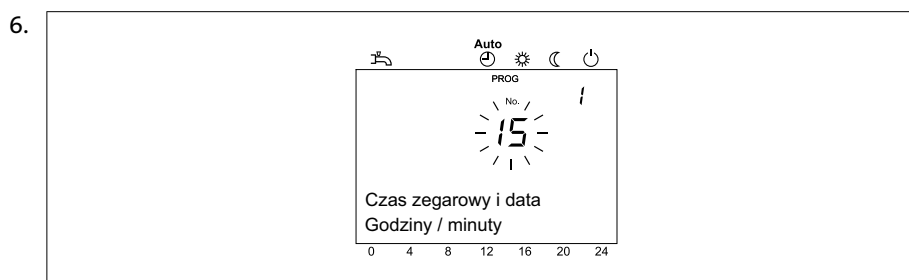 6.
Auto
PROG
No.
1
15
Czas zegarowy i data
Godziny / minuty
0 4 8 12 16 20 24